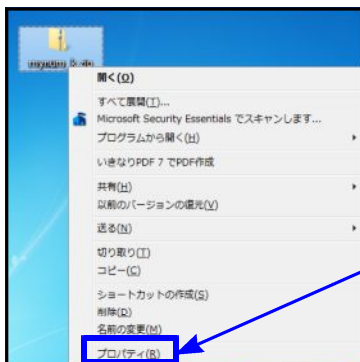 開く(O)
すべて展開(T)...
Microsoft Security Essentials でスキャンします...
プログラムから開く(H)
いきなりPDF 7 でPDF作成
共有(H)
以前のバージョンの復元(V)
送る(N)
切り取り(T)
コピー(C)
ショートカットの作成(S)
削除(D)
名前の変更(M)
プロパティ(R)